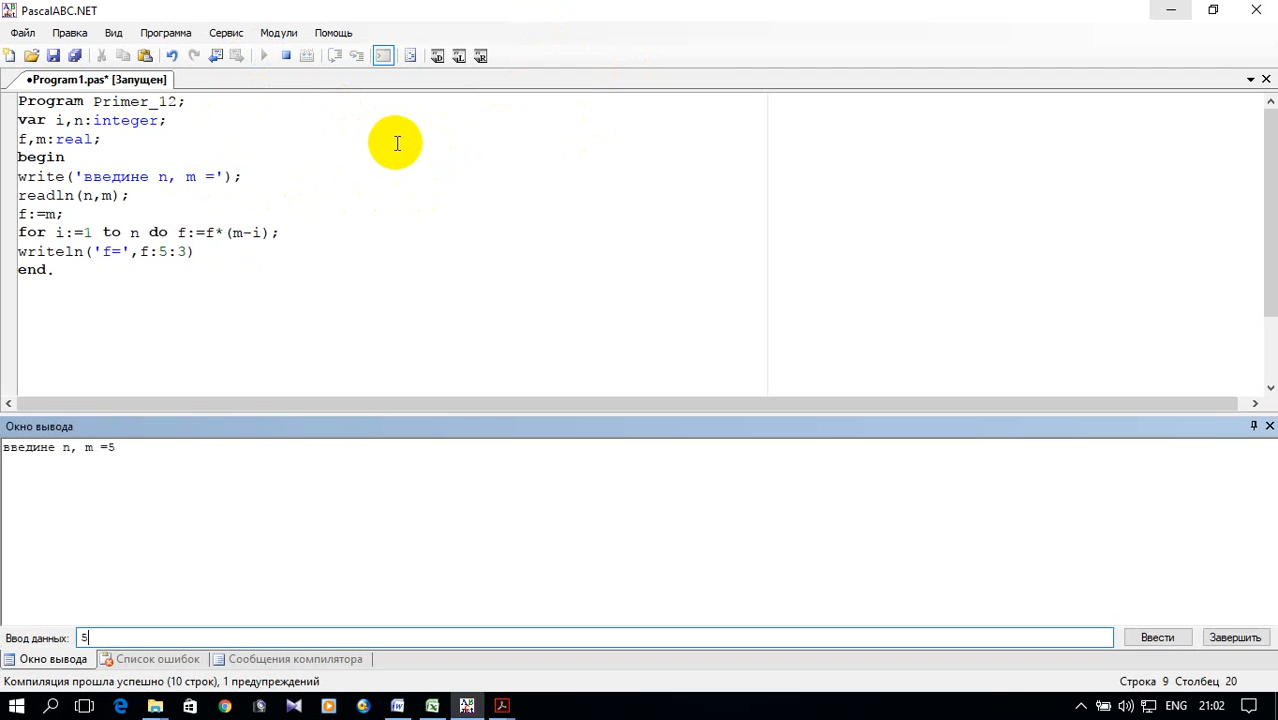 PascalABC.NET
Файл Правка Вид Программа Сервис Модули Помощь
•Program1.pas* [Запущен]
Program Primer_12;
var i,n:integer;
f,m:real;
begin
write('введине n, m =');
readln(n,m);
f:=m;
for i:=1 to n do f:=f*(m-i);
writeln('f=',f:5:3)
end.
Окно вывода
введине n, m =5
Ввод данных: 5 Ввести Завершить
Окно вывода Список ошибок Сообщения компилятора
Компиляция прошла успешно (10 строк), 1 предупреждений Строка 9 Столбец 20
ENG 21:02